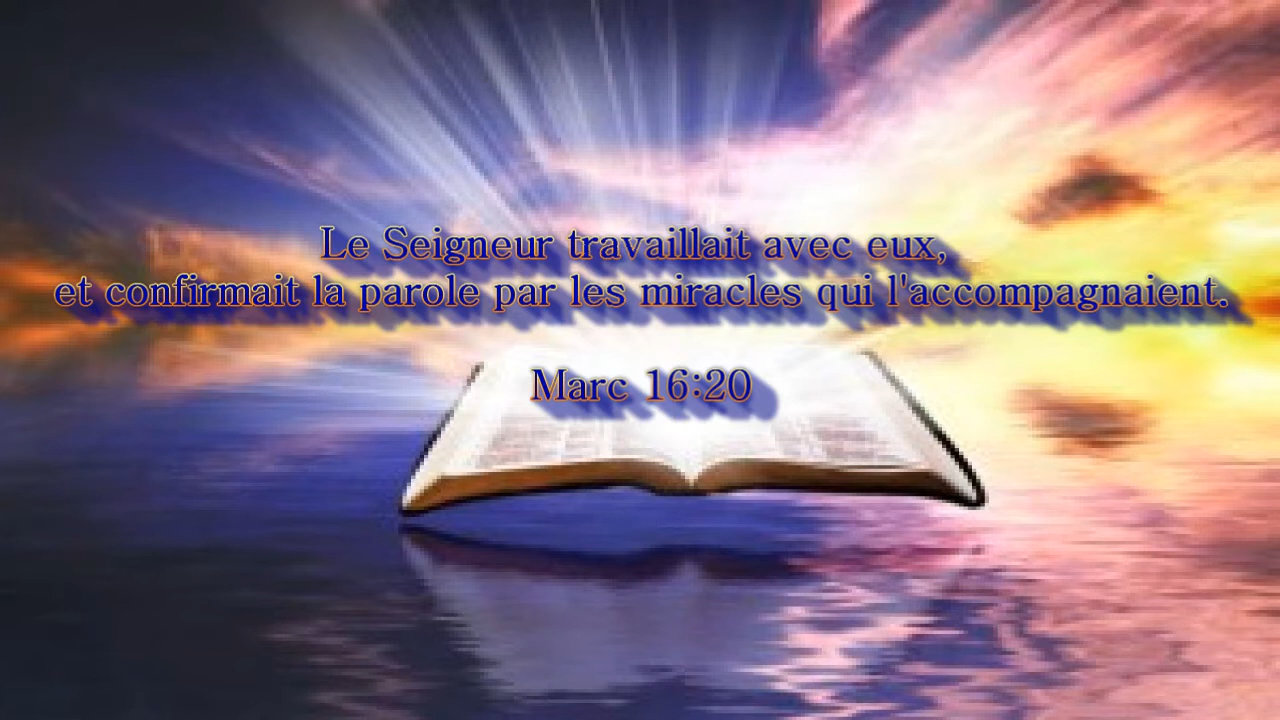 Le Seigneur travaillait avec eux,
et confirmait la parole par les miracles qui l'accompagnaient.
Marc 16:20